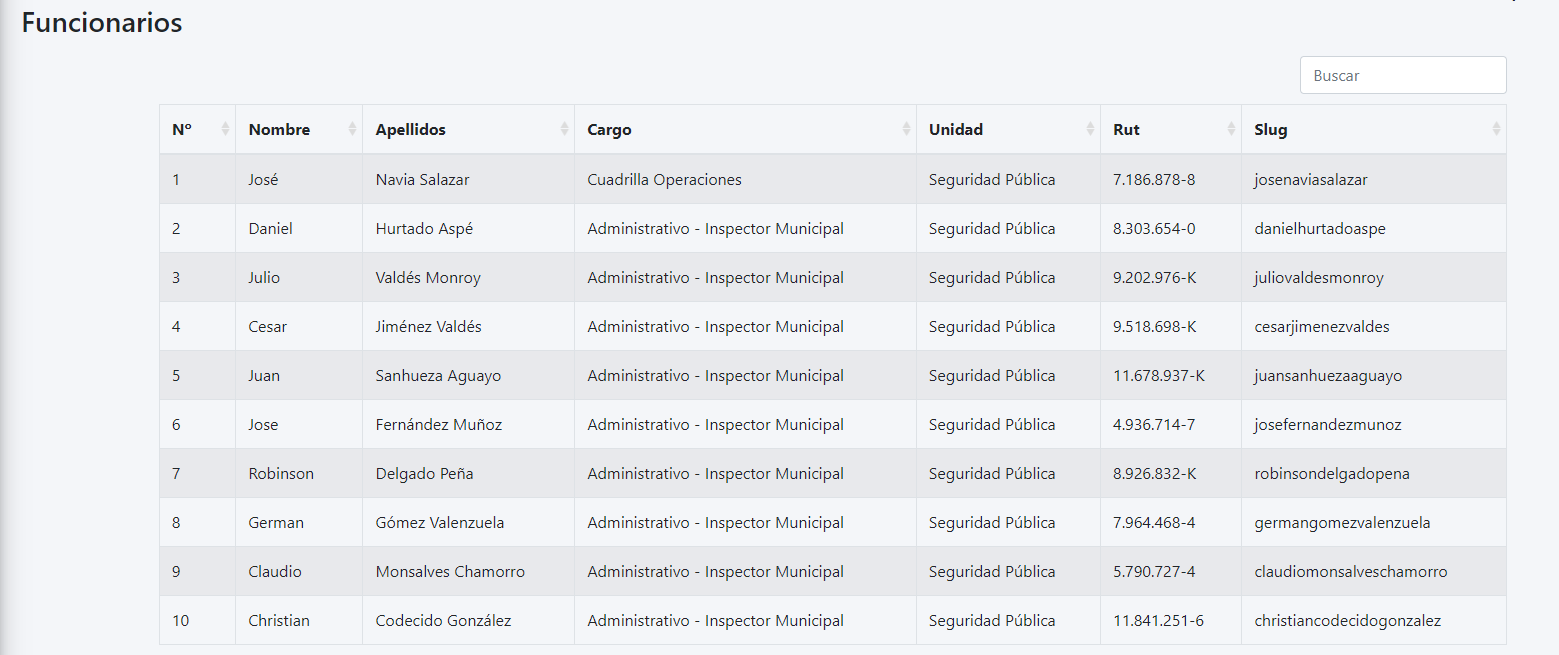 Funcionarios
Buscar
Nº Nombre Apellidos Cargo Unidad Rut Slug
1 José Navia Salazar Cuadrilla Operaciones Seguridad Pública 7.186.878-8 josenaviasalazar
2 Daniel Hurtado Aspé Administrativo - Inspector Municipal Seguridad Pública 8.303.654-0 danielhurtadoaspe
3 Julio Valdés Monroy Administrativo - Inspector Municipal Seguridad Pública 9.202.976-K juliovaldesmonroy
4 Cesar Jiménez Valdés Administrativo - Inspector Municipal Seguridad Pública 9.518.698-K cesarjimenezvaldes
5 Juan Sanhueza Aguayo Administrativo - Inspector Municipal Seguridad Pública 11.678.937-K juansanhuezaaguayo
6 Jose Fernández Muñoz Administrativo - Inspector Municipal Seguridad Pública 4.936.714-7 josefernandezmunoz
7 Robinson Delgado Peña Administrativo - Inspector Municipal Seguridad Pública 8.926.832-K robinsondelgadopena
8 German Gómez Valenzuela Administrativo - Inspector Municipal Seguridad Pública 7.964.468-4 germangomezvalenzuela
9 Claudio Monsalves Chamorro Administrativo - Inspector Municipal Seguridad Pública 5.790.727-4 claudiomonsalveschamorro
10 Christian Codecido González Administrativo - Inspector Municipal Seguridad Pública 11.841.251-6 christiancodecidogonzalez